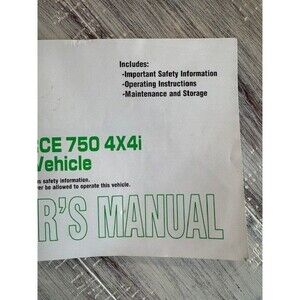 Includes:
-Important Safety Information
-Operating Instructions
-Maintenance and Storage
CE 750 4X4i
Vehicle
safety information.
er be allowed to operate this vehicle.
R'S MANUAL